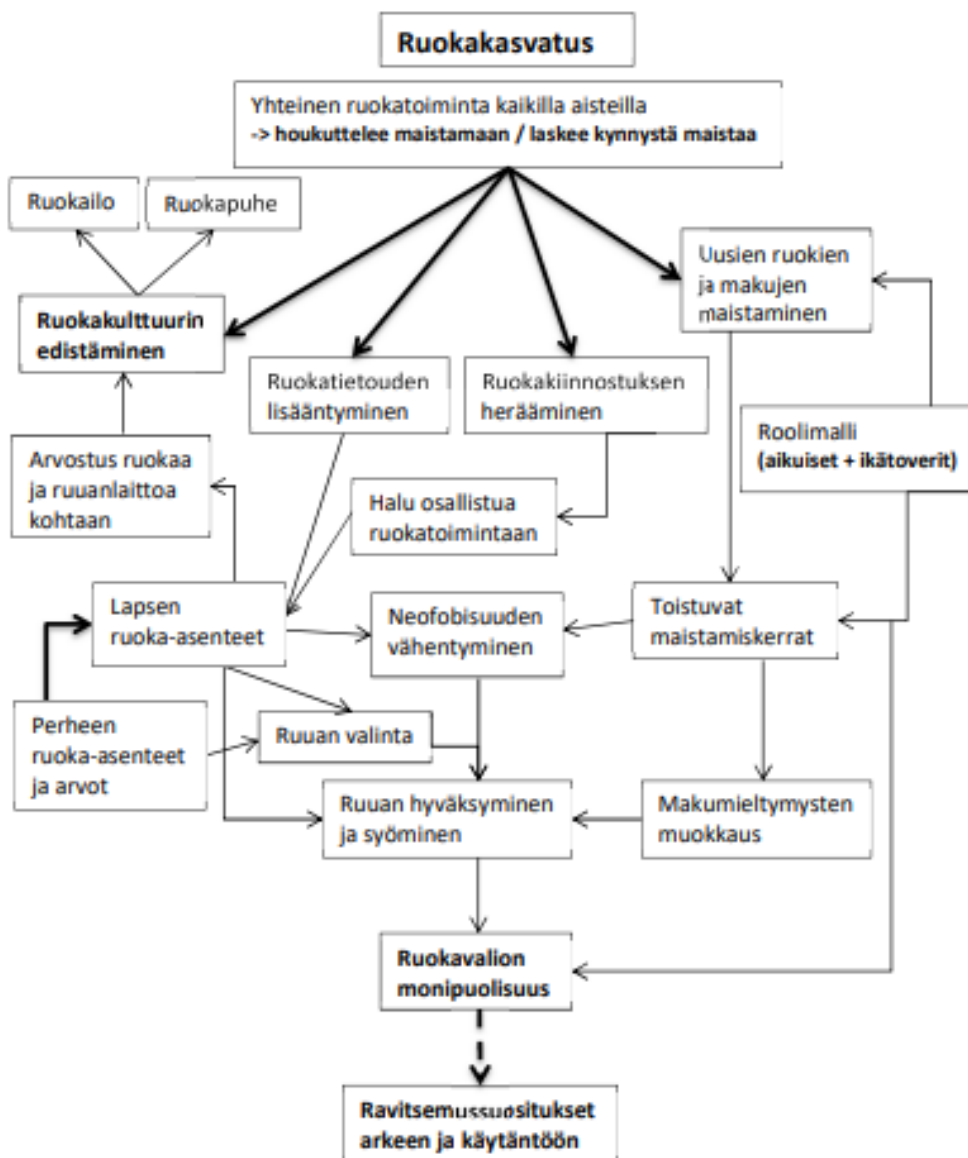 Ruokakasvatus
Yhteinen ruokatoiminta kaikilla aisteilla
-> houkuttelee maistamaan / laskee kynnystä maistaa
Ruokailo
Ruokapuhe
Uusien ruokien
ja makujen
maistaminen
Ruokakulttuurin
edistäminen
Ruokatietouden
lisääntyminen
Ruokakiinnostuksen
herääminen
Roolimalli
(aikuiset + ikätoverit)
Arvostus ruokaa
ja ruuanlaittoa
kohtaan
Halu osallistua
ruokatoimintaan
Lapsen
ruoka-asenteet
Neofobisuuden
vähentyminen
Toistuvat
maistamiskerrat
Perheen
ruoka-asenteet
ja arvot
Ruuan valinta
Ruuan hyväksyminen
ja syöminen
Makumieltymysten
muokkaus
Ruokavalion
monipuolisuus
Ravitsemussuositukset
arkeen ja käytäntöön